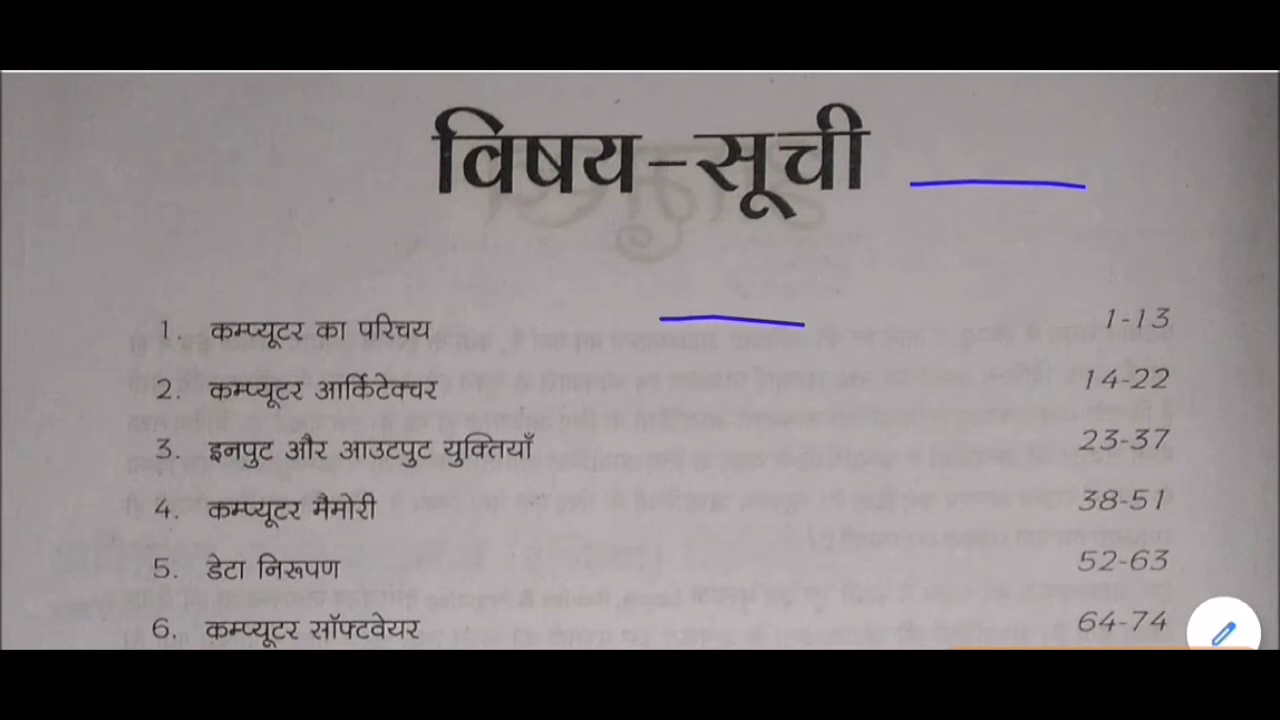 विषय-सूची
1. कम्प्यूटर का परिचय 1-13
2. कम्प्यूटर आर्किटेक्चर 14-22
3. इनपुट और आउटपुट युक्तियाँ 23-37
4. कम्प्यूटर मैमोरी 38-51
5. डेटा निरूपण 52-63
6. कम्प्यूटर सॉफ्टवेयर 64-74